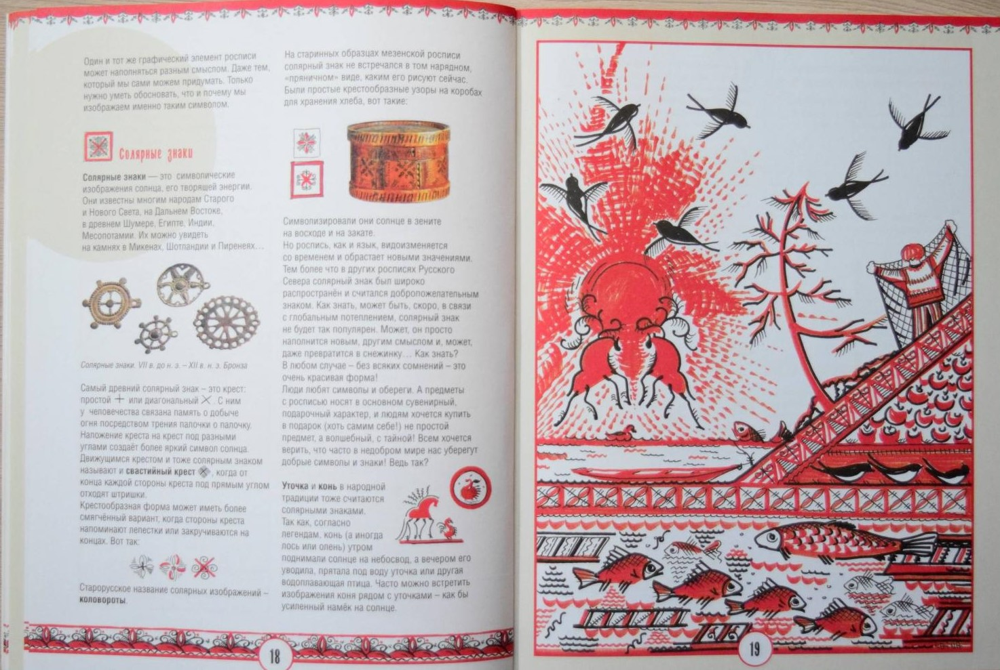 Один и тот же графический элемент росписи
может наполняться разным смыслом. Даже тем,
который мы сами можем придумать. Только
нужно уметь обосновать, что и почему мы
изображаем именно таким символом.
Солярные знаки
Солярные знаки — это символические
изображения солнца, его творящей энергии.
Они известны многим народам Старого
и Нового Света, на Дальнем Востоке,
в древнем Шумере, Египте, Индии,
Месопотамии. Их можно увидеть
на камнях в Микенах, Шотландии и Пиренеях…
Солярные знаки. VII в. до н. э. – XII в. н. э. Бронза
Самый древний солярный знак – это крест:
простой + или диагональный ×. С ним
у человечества связана память о добыче
огня посредством трения палочки о палочку.
Наложение креста на крест под разными
углами создаёт более яркий символ солнца.
Движущимся крестом и тоже солярным знаком
называют и свастийный крест , когда от
конца каждой стороны креста под прямым углом
отходят штришки.
Крестообразная форма может иметь более
смягчённый вариант, когда стороны креста
напоминают лепестки или закручиваются на
концах. Вот так:
Старорусское название солярных изображений –
коловороты.
18
На старинных образцах мезенской росписи
солярный знак не встречался в том нарядном,
«пряничном» виде, каким его рисуют сейчас.
Были простые крестообразные узоры на коробах
для хранения хлеба, вот такие:
Символизировали они солнце в зените
на восходе и на закате.
Но роспись, как и язык, видоизменяется
со временем и обрастает новыми значениями.
Тем более что в других росписях Русского
Севера солярный знак был широко
распространён и считался доброжелательным
знаком. Как знать, может быть, скоро, в связи
с глобальным потеплением, солярный знак
не будет так популярен. Может, он просто
наполнится новым, другим смыслом и, может,
даже превратится в снежинку… Как знать?
В любом случае – без всяких сомнений – это
очень красивая форма!
Люди любят символы и обереги. А предметы
с росписью носят в основном сувенирный,
подарочный характер, и людям хочется купить
в подарок (хоть самим себе!) не простой
предмет, а волшебный, с тайной! Всем хочется
верить, что часто в недобром мире нас уберегут
добрые символы и знаки! Ведь так?
Уточка и конь в народной
традиции тоже считаются
солярными знаками.
Так как, согласно
легендам, конь (а иногда
лось или олень) утром
поднимали солнце на небосвод, а вечером его
уводила, прятала под воду уточка или другая
водоплавающая птица. Часто можно встретить
изображения коня рядом с уточками – как бы
усиленный намёк на солнце.
19